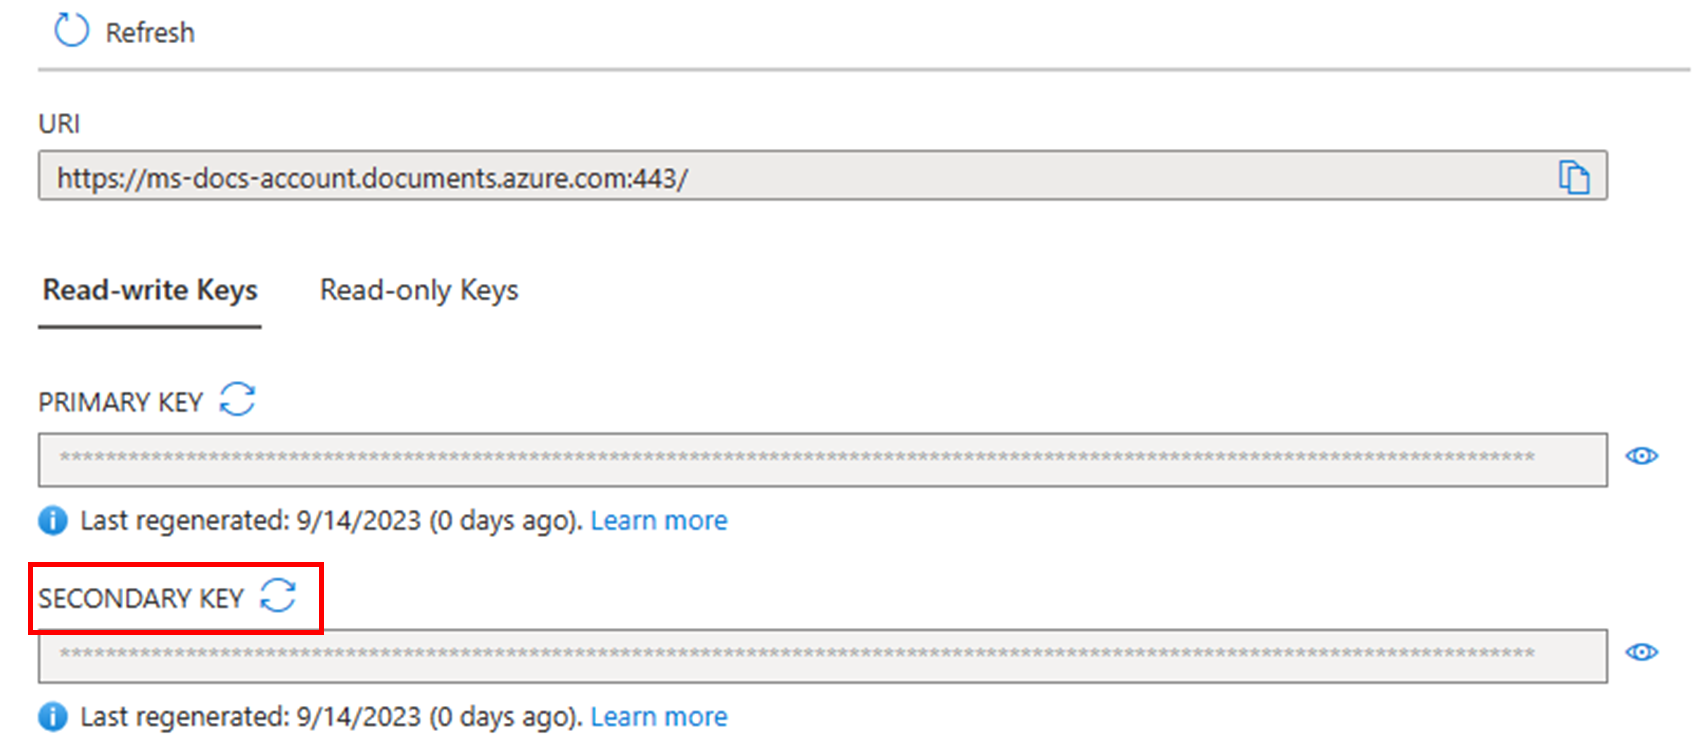 Refresh
URI
https://ms-docs-account.documents.azure.com:443/
Read-write Keys Read-only Keys
PRIMARY KEY
********************************************************************************************************************************
Last regenerated: 9/14/2023 (0 days ago). Learn more
SECONDARY KEY
********************************************************************************************************************************
Last regenerated: 9/14/2023 (0 days ago). Learn more